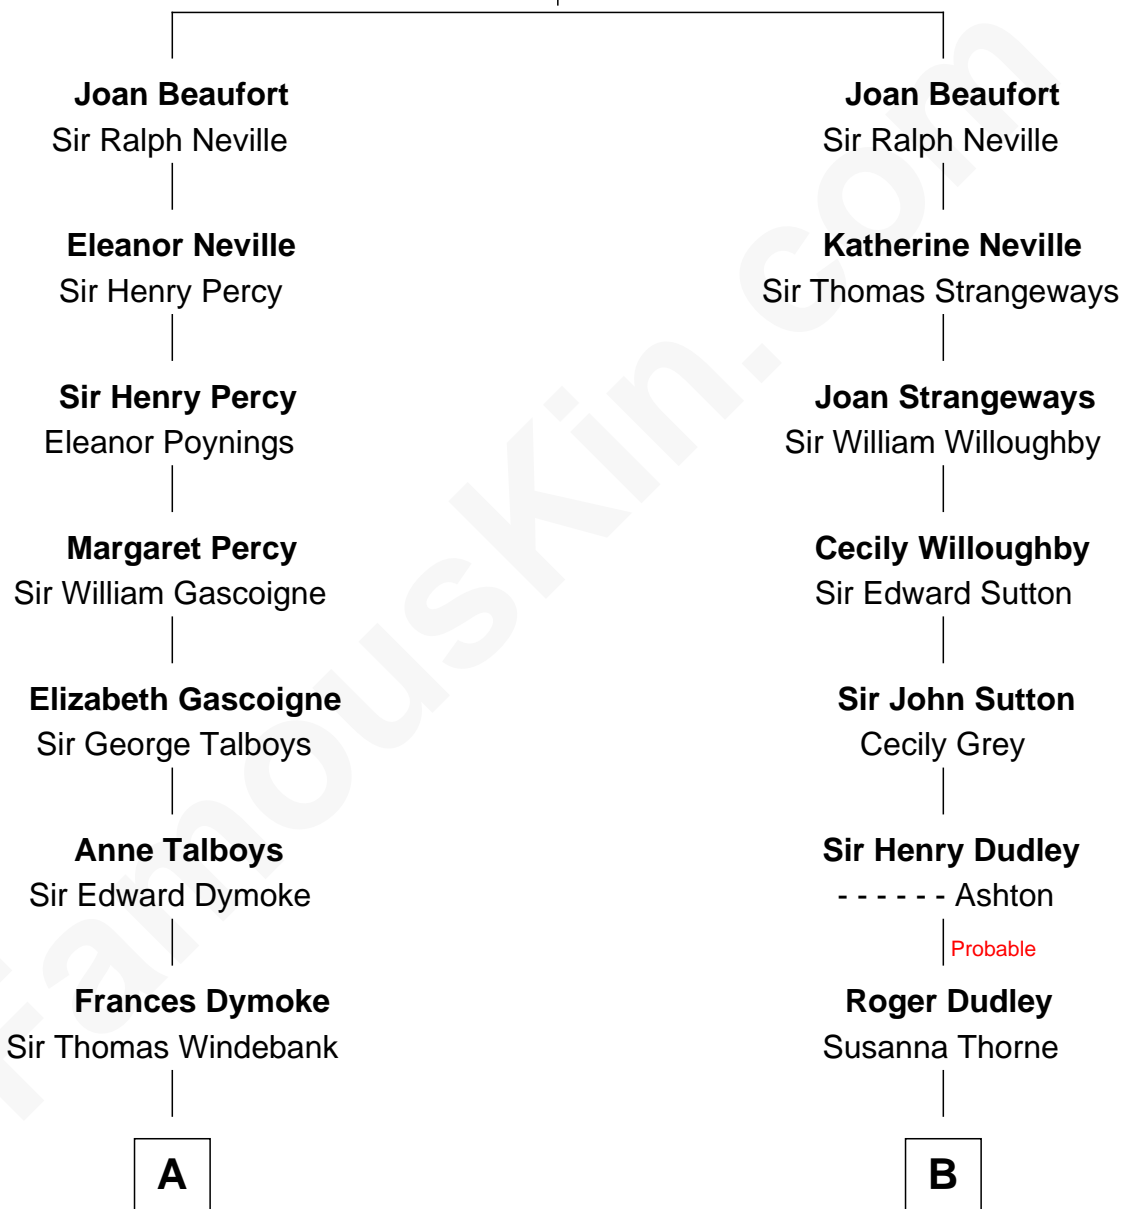 Joan Beaufort
Sir Ralph Neville
Eleanor Neville
Sir Henry Percy
Sir Henry Percy
Eleanor Poynings
Margaret Percy
Sir William Gascoigne
Elizabeth Gascoigne
Sir George Talboys
Anne Talboys
Sir Edward Dymoke
Frances Dymoke
Sir Thomas Windebank
A
Joan Beaufort
Sir Ralph Neville
Katherine Neville
Sir Thomas Strangeways
Joan Strangeways
Sir William Willoughby
Cecily Willoughby
Sir Edward Sutton
Sir John Sutton
Cecily Grey
Sir Henry Dudley
- - - - - - Ashton
Probable
Roger Dudley
Susanna Thorne
B
FamousKin.com